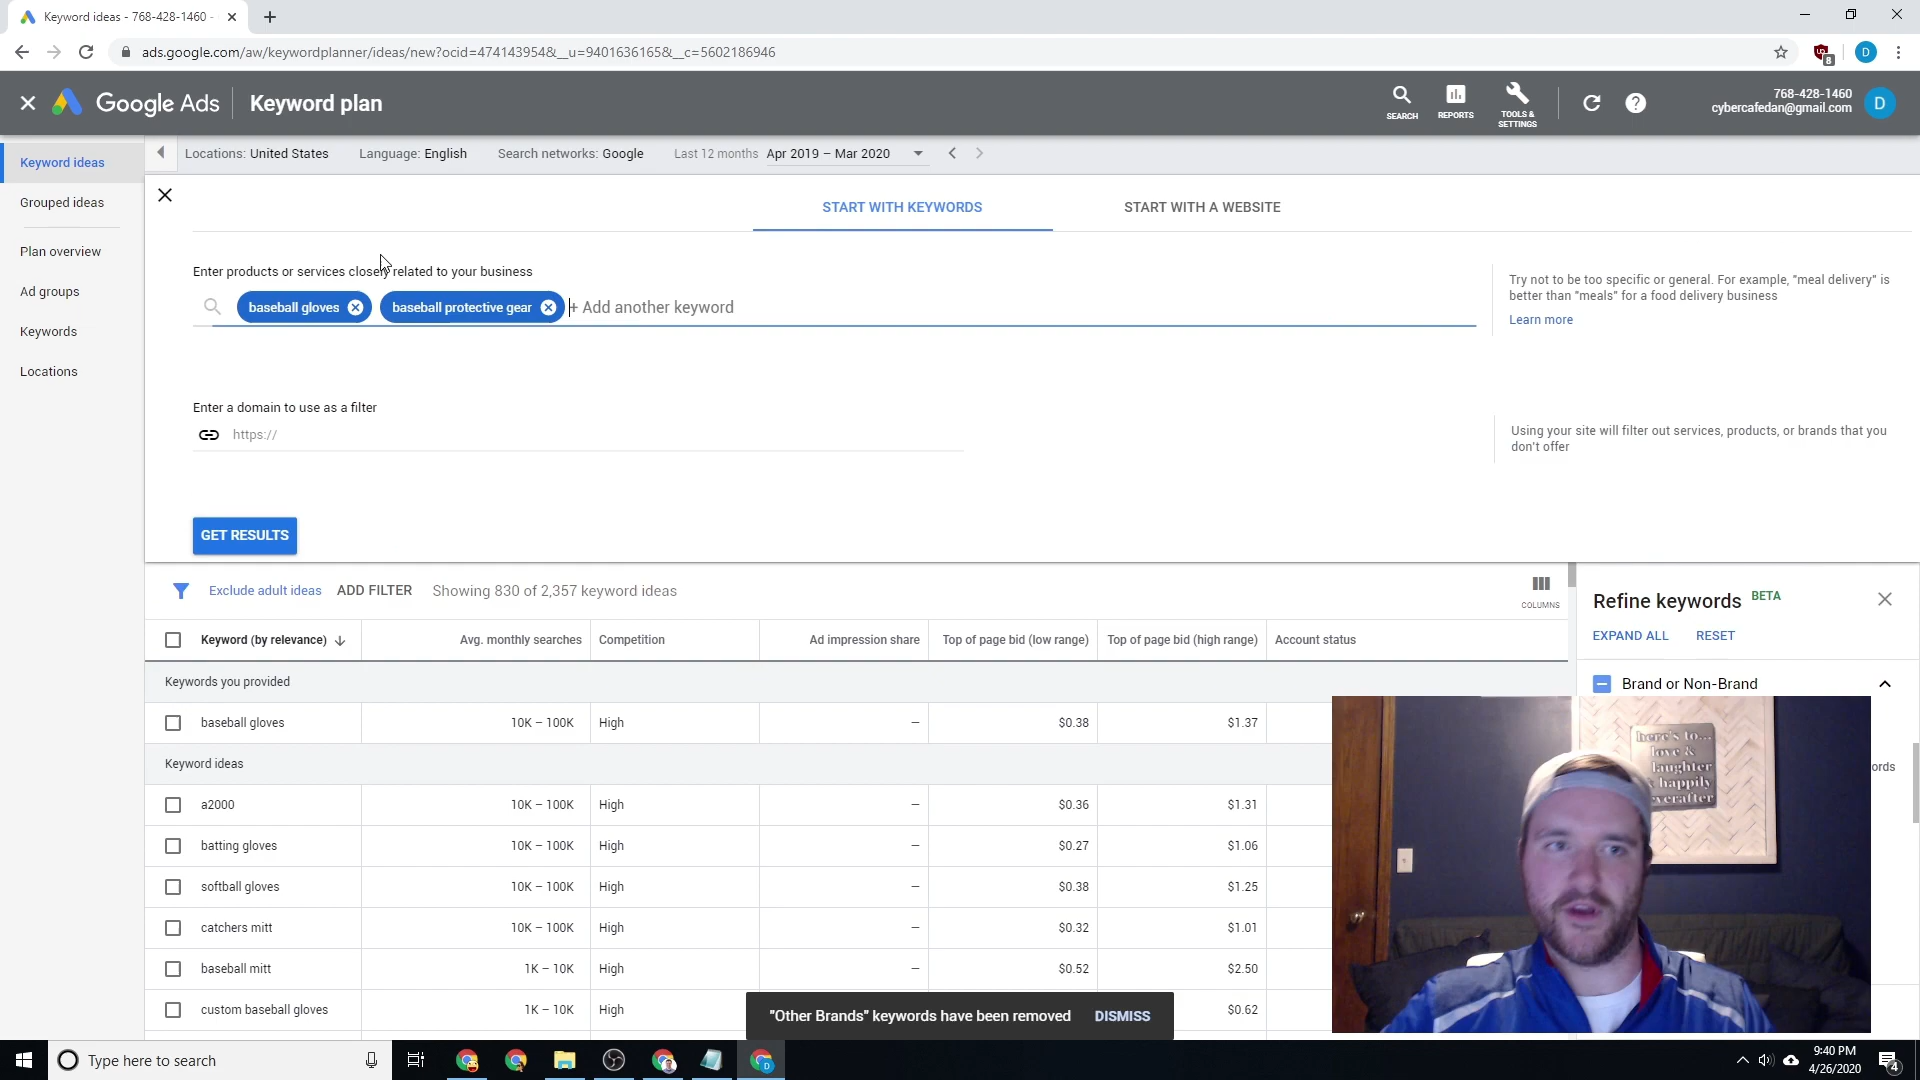 Keyword ideas - 768-428-1460 -
ads.google.com/aw/keywordplanner/ideas/new?ocid=474143954&__u=9401636165&__c=5602186946
8
D
Google Ads
Keyword plan
SEARCH
REPORTS
TOOLS &
SETTINGS
768-428-1460
cybercafedan@gmail.com
D
Keyword ideas
Grouped ideas
Plan overview
Ad groups
Keywords
Locations
Locations: United States
Language: English
Search networks: Google
Last 12 months
Apr 2019 – Mar 2020
START WITH KEYWORDS
START WITH A WEBSITE
Enter products or services closely related to your business
baseball gloves
baseball protective gear
+ Add another keyword
Try not to be too specific or general. For example, "meal delivery" is
better than "meals" for a food delivery business
Learn more
Enter a domain to use as a filter
https://
Using your site will filter out services, products, or brands that you
don't offer
GET RESULTS
Exclude adult ideas
ADD FILTER
Showing 830 of 2,357 keyword ideas
COLUMNS
Refine keywords BETA
EXPAND ALL
RESET
Brand or Non-Brand
ords
Keyword (by relevance)
Avg. monthly searches
Competition
Ad impression share
Top of page bid (low range)
Top of page bid (high range)
Account status
Keywords you provided
baseball gloves 10K – 100K High – $0.38 $1.37
Keyword ideas
a2000 10K – 100K High – $0.36 $1.31
batting gloves 10K – 100K High – $0.27 $1.06
softball gloves 10K – 100K High – $0.38 $1.25
catchers mitt 10K – 100K High – $0.32 $1.01
baseball mitt 1K – 10K High – $0.52 $2.50
custom baseball gloves 1K – 10K High $0.62
"Other Brands" keywords have been removed
DISMISS
here's to...
love &
laughter
& happily
everafter
Type here to search
D
9:40 PM
4/26/2020
4